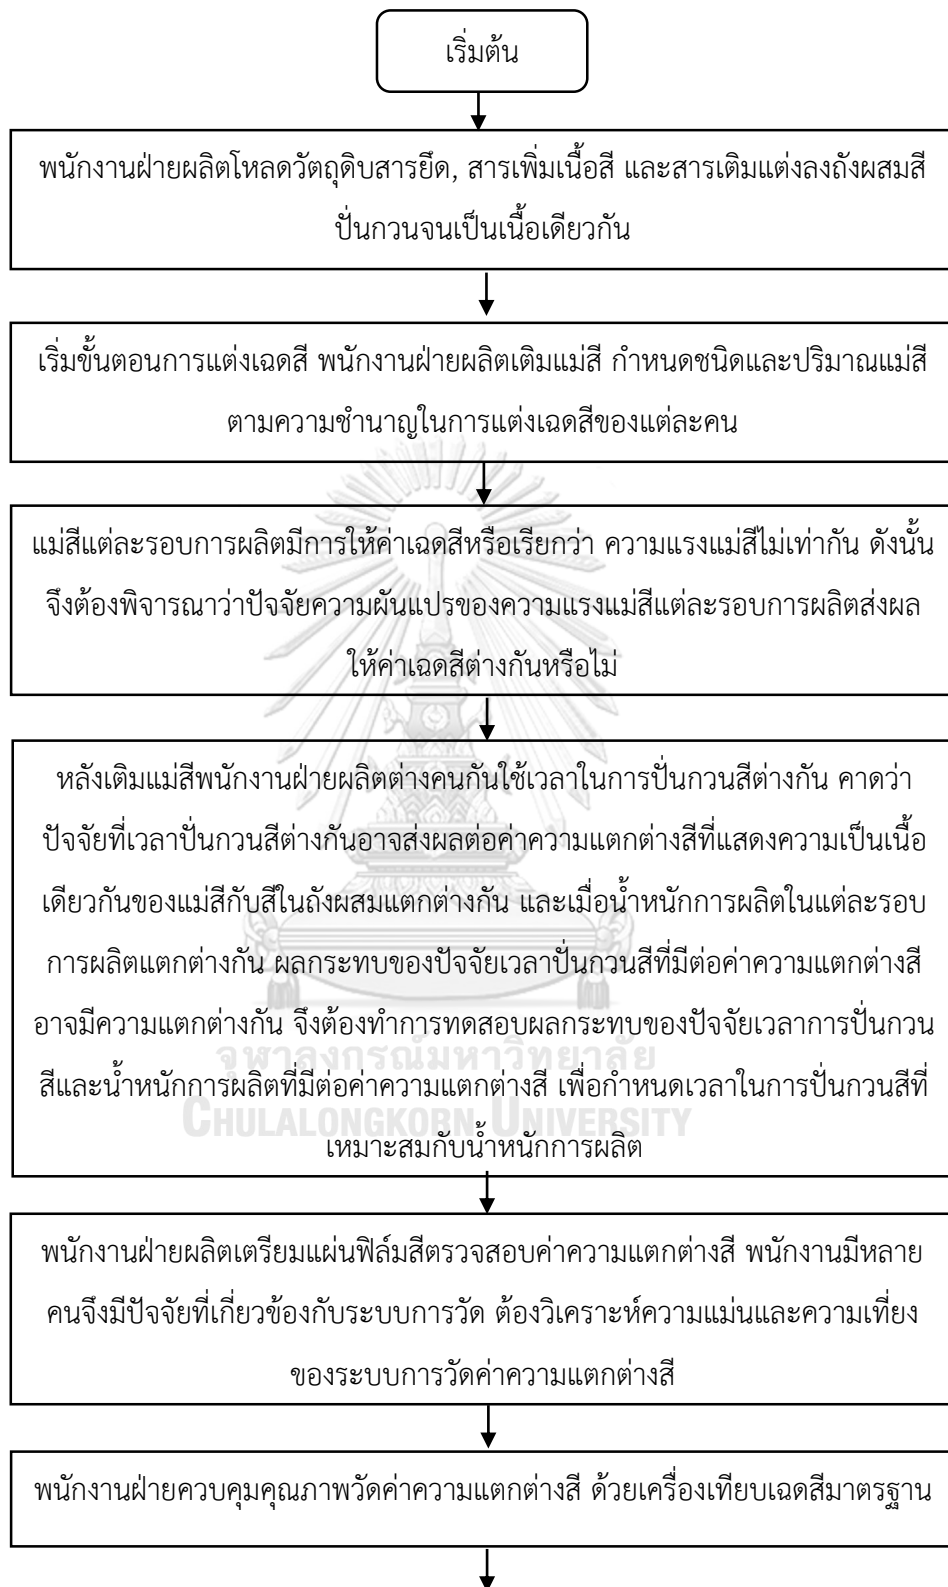 เริ่มต้น
พนักงานฝ่ายผลิตโหลดวัตถุดิบสารยึด, สารเพิ่มเนื้อสี และสารเติมแต่งลงถังผสมสี
ปั่นกวนจนเป็นเนื้อเดียวกัน
เริ่มขั้นตอนการแต่งเฉดสี พนักงานฝ่ายผลิตเติมแม่สี กำหนดชนิดและปริมาณแม่สี
ตามความชำนาญในการแต่งเฉดสีของแต่ละคน
แม่สีแต่ละรอบการผลิตมีการให้ค่าเฉดสีหรือเรียกว่า ความแรงแม่สีไม่เท่ากัน ดังนั้น
จึงต้องพิจารณาว่าปัจจัยความผันแปรของความแรงแม่สีแต่ละรอบการผลิตส่งผล
ให้ค่าเฉดสีต่างกันหรือไม่
หลังเติมแม่สีพนักงานฝ่ายผลิตต่างคนกันใช้เวลาในการปั่นกวนสีต่างกัน คาดว่า
ปัจจัยที่เวลาปั่นกวนสีต่างกันอาจส่งผลต่อค่าความแตกต่างสีที่แสดงความเป็นเนื้อ
เดียวกันของแม่สีกับสีในถังผสมแตกต่างกัน และเมื่อน้ำหนักการผลิตในแต่ละรอบ
การผลิตแตกต่างกัน ผลกระทบของปัจจัยเวลาปั่นกวนสีที่มีต่อค่าความแตกต่างสี
อาจมีความแตกต่างกัน จึงต้องทำการทดสอบผลกระทบของปัจจัยเวลาการปั่นกวน
สีและน้ำหนักการผลิตที่มีต่อค่าความแตกต่างสี เพื่อกำหนดเวลาในการปั่นกวนสีที่
เหมาะสมกับน้ำหนักการผลิต
จุฬาลงกรณ์มหาวิทยาลัย
CHULALONGKORN UNIVERSITY
พนักงานฝ่ายผลิตเตรียมแผ่นฟิล์มสีตรวจสอบค่าความแตกต่างสี พนักงานมีหลาย
คนจึงมีปัจจัยที่เกี่ยวข้องกับระบบการวัด ต้องวิเคราะห์ความแม่นและความเที่ยง
ของระบบการวัดค่าความแตกต่างสี
พนักงานฝ่ายควบคุมคุณภาพวัดค่าความแตกต่างสี ด้วยเครื่องเทียบเฉดสีมาตรฐาน